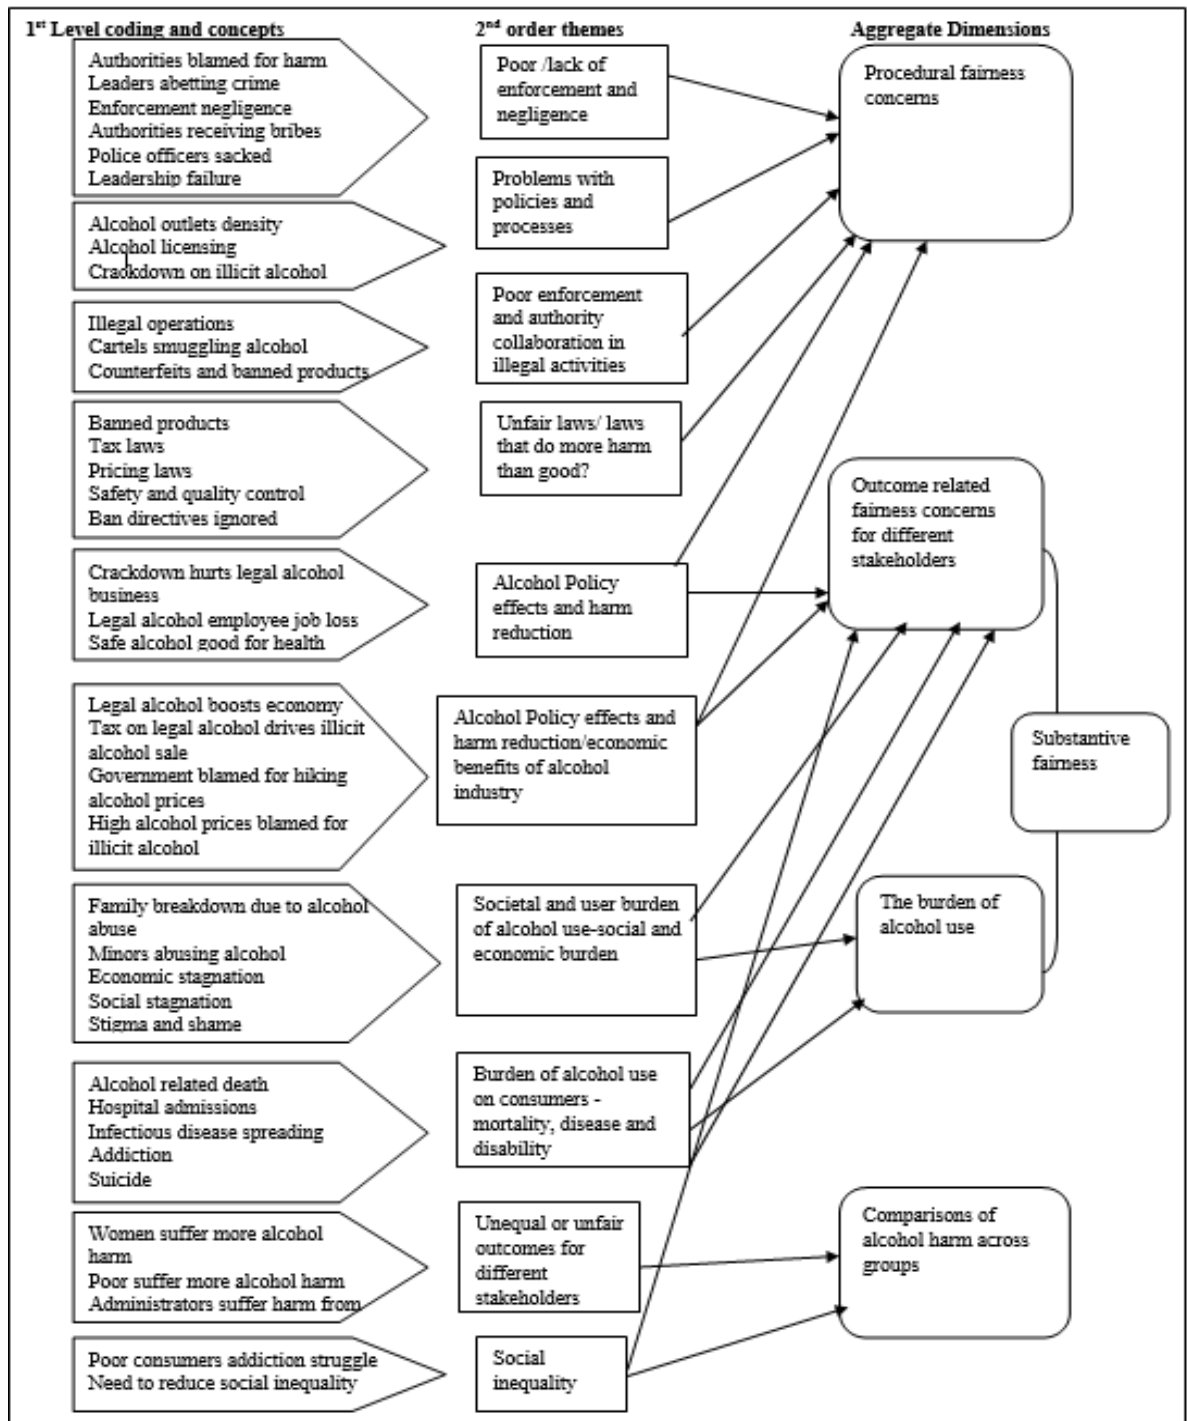 1st Level coding and concepts
2nd order themes
Aggregate Dimensions
Authorities blamed for harm
Leaders abetting crime
Enforcement negligence
Authorities receiving bribes
Police officers sacked
Leadership failure
Poor /lack of
enforcement and
negligence
Procedural fairness
concerns
Alcohol outlets density
Alcohol licensing
Crackdown on illicit alcohol
Problems with
policies and
processes
Illegal operations
Cartels smuggling alcohol
Counterfeits and banned products
Poor enforcement
and authority
collaboration in
illegal activities
Banned products
Tax laws
Pricing laws
Safety and quality control
Ban directives ignored
Unfair laws/ laws
that do more harm
than good?
Outcome related
fairness concerns
for different
stakeholders
Crackdown hurts legal alcohol
business
Legal alcohol employee job loss
Safe alcohol good for health
Alcohol Policy
effects and harm
reduction
Legal alcohol boosts economy
Tax on legal alcohol drives illicit
alcohol sale
Government blamed for hiking
alcohol prices
High alcohol prices blamed for
illicit alcohol
Alcohol Policy effects and
harm reduction/economic
benefits of alcohol
industry
Substantive
fairness
Family breakdown due to alcohol
abuse
Minors abusing alcohol
Economic stagnation
Social stagnation
Stigma and shame
Societal and user burden
of alcohol use-social and
economic burden
The burden of
alcohol use
Alcohol related death
Hospital admissions
Infectious disease spreading
Addiction
Suicide
Burden of alcohol use
on consumers -
mortality, disease and
disability
Women suffer more alcohol
harm
Poor suffer more alcohol harm
Administrators suffer harm from
Unequal or unfair
outcomes for
different
stakeholders
Comparisons of
alcohol harm across
groups
Poor consumers addiction struggle
Need to reduce social inequality
Social
inequality